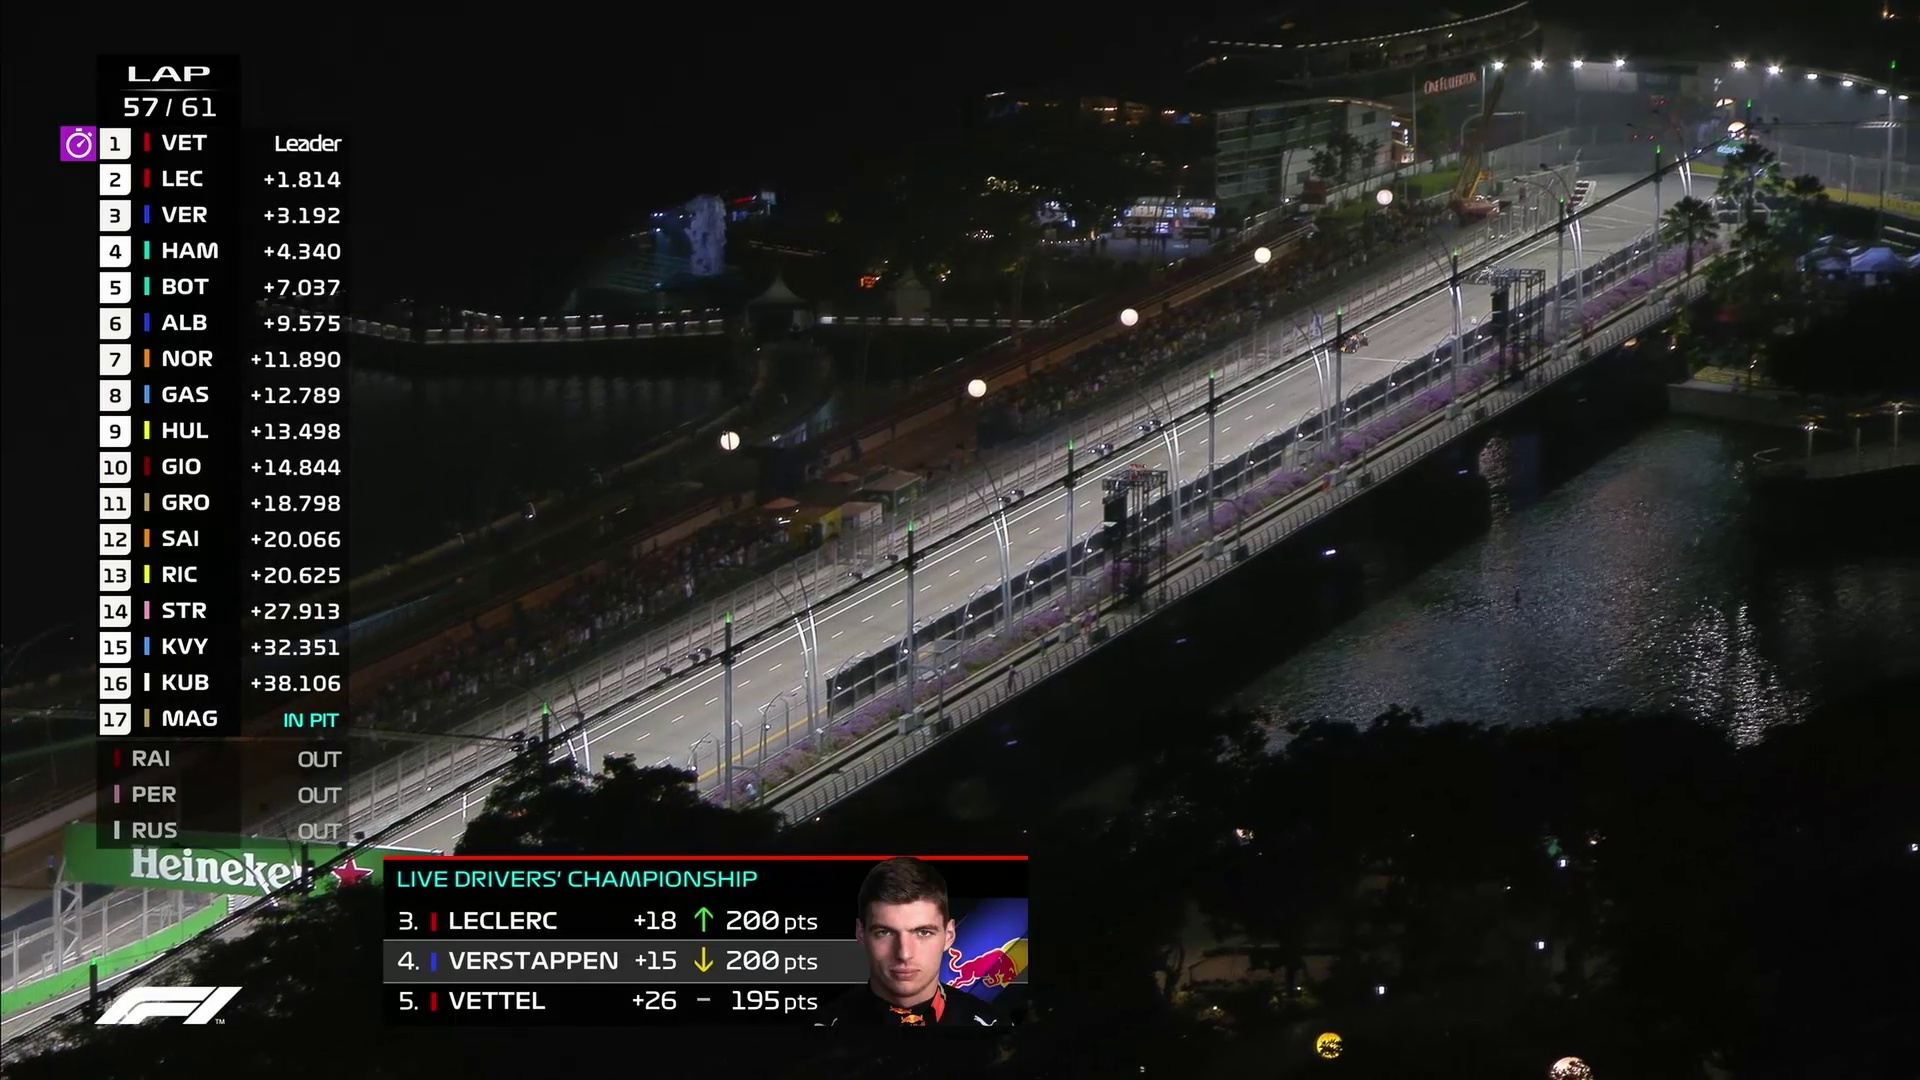 LAP
57 / 61
1 VET Leader
2 LEC +1.814
3 VER +3.192
4 HAM +4.340
5 BOT +7.037
6 ALB +9.575
7 NOR +11.890
8 GAS +12.789
9 HUL +13.498
10 GIO +14.844
11 GRO +18.798
12 SAI +20.066
13 RIC +20.625
14 STR +27.913
15 KVY +32.351
16 KUB +38.106
17 MAG IN PIT
RAI OUT
PER OUT
RUS OUT
ONE FULLERTON
Heineken
LIVE DRIVERS' CHAMPIONSHIP
3. LECLERC +18 ↑ 200 pts
4. VERSTAPPEN +15 ↓ 200 pts
5. VETTEL +26 – 195 pts
F1 ™